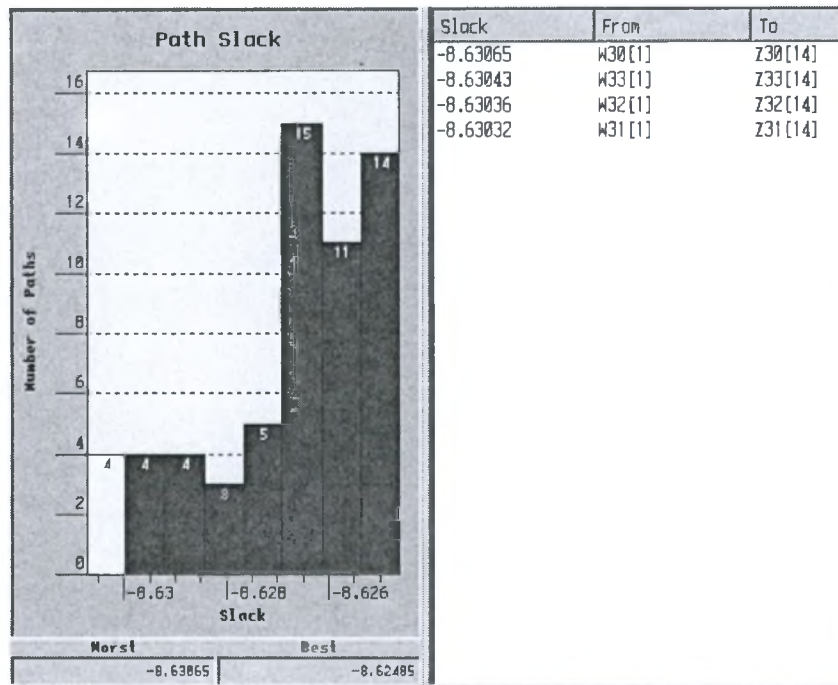 Path Slack
16
14
12
10
8
6
4
2
0
Number of Paths
4
4
4
3
5
15
11
14
-8.63
-8.628
-8.626
Slack
Worst
Best
-8.63065
-8.62485
Slack From To
-8.63065 W30[1] Z30[14]
-8.63043 W33[1] Z33[14]
-8.63036 W32[1] Z32[14]
-8.63032 W31[1] Z31[14]